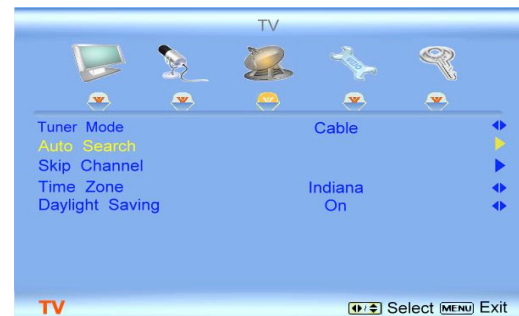 TV
Tuner Mode Cable
Auto Search
Skip Channel
Time Zone Indiana
Daylight Saving On
TV Select MENU Exit